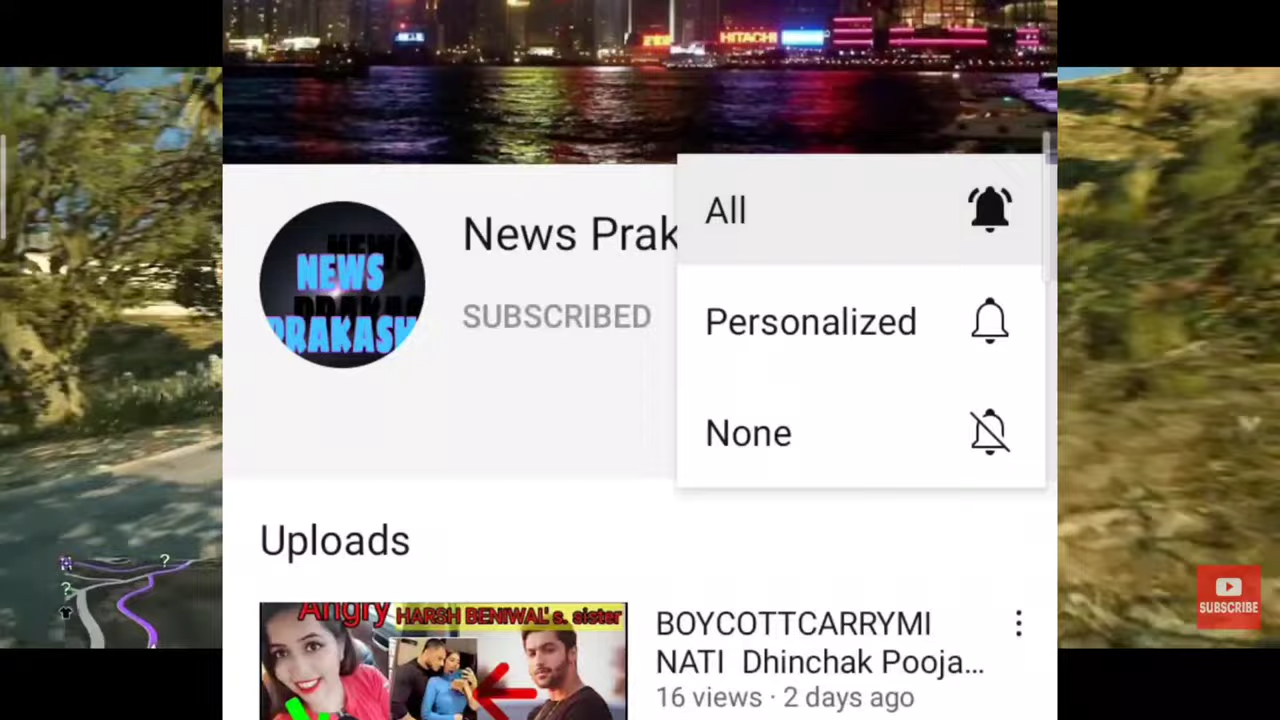 HITACHI
All
News Prak
NEWS
NEWS
PRAKASH
SUBSCRIBED
Personalized
None
Uploads
Angry HARSH BENIWAL' s. sister
BOYCOTTCARRYMI
NATI Dhinchak Pooja...
16 views · 2 days ago
?
?
SUBSCRIBE